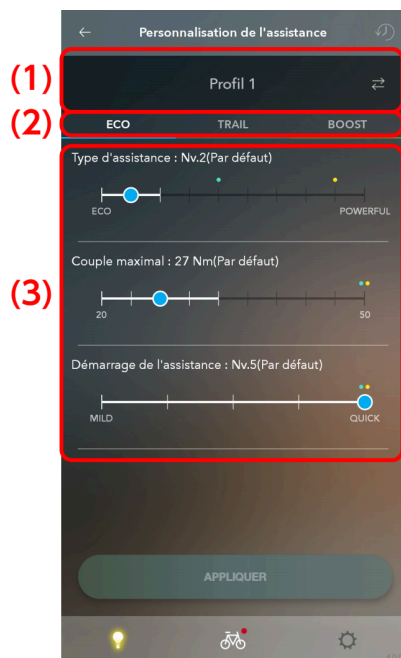 Personnalisation de l'assistance
(1)
Profil 1
(2)
ECO TRAIL BOOST
(3)
Type d'assistance : Nv.2(Par défaut)
ECO POWERFUL
Couple maximal : 27 Nm(Par défaut)
20 50
Démarrage de l'assistance : Nv.5(Par défaut)
MILD QUICK
APPLIQUER